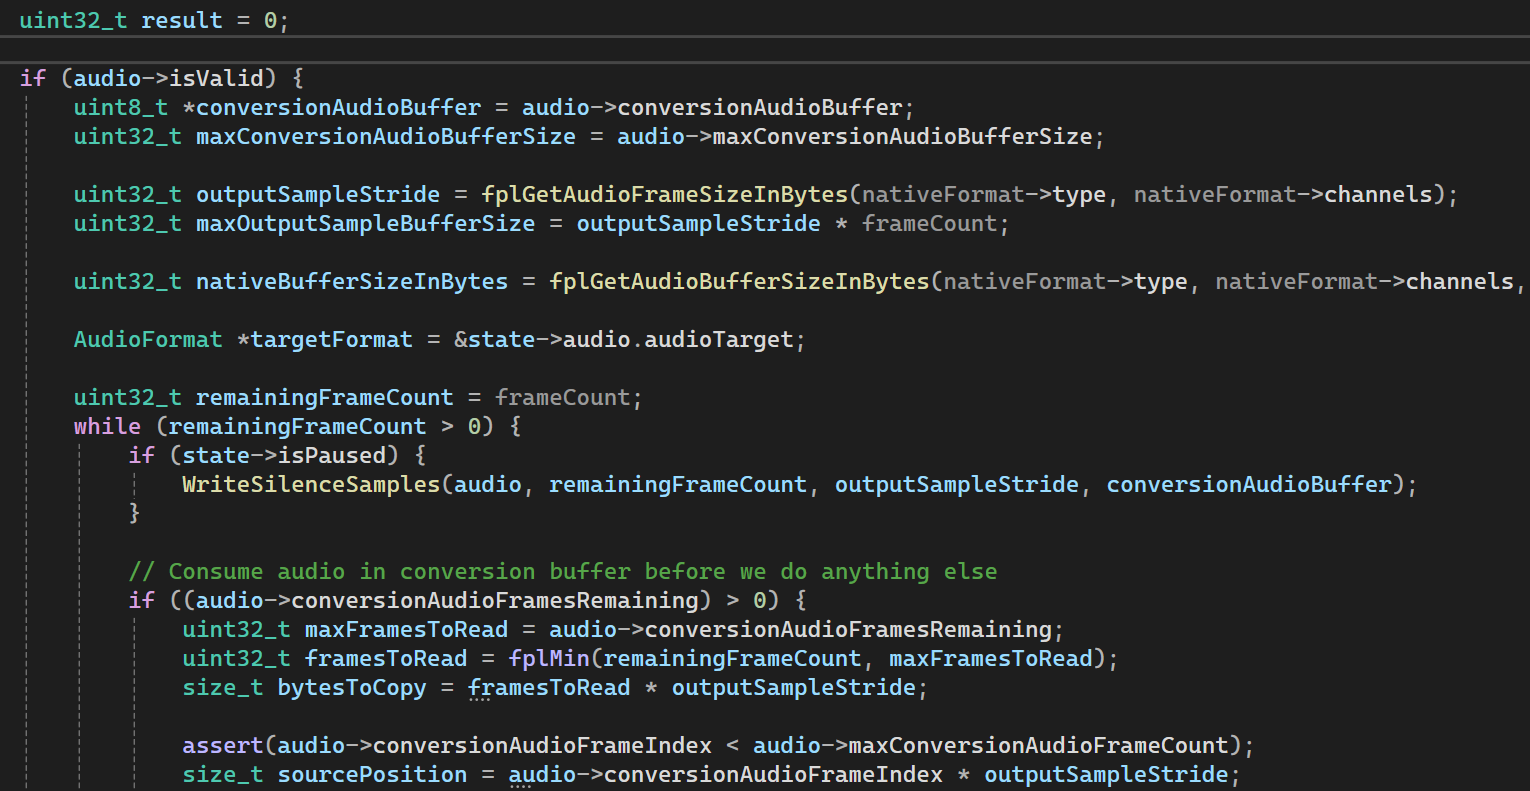 uint32_t result = 0;
if (audio->isValid) {
uint8_t *conversionAudioBuffer = audio->conversionAudioBuffer;
uint32_t maxConversionAudioBufferSize = audio->maxConversionAudioBufferSize;
uint32_t outputSampleStride = fplGetAudioFrameSizeInBytes(nativeFormat->type, nativeFormat->channels);
uint32_t maxOutputSampleBufferSize = outputSampleStride * frameCount;
uint32_t nativeBufferSizeInBytes = fplGetAudioBufferSizeInBytes(nativeFormat->type, nativeFormat->channels,
AudioFormat *targetFormat = &state->audio.audioTarget;
uint32_t remainingFrameCount = frameCount;
while (remainingFrameCount > 0) {
if (state->isPaused) {
WriteSilenceSamples(audio, remainingFrameCount, outputSampleStride, conversionAudioBuffer);
}
// Consume audio in conversion buffer before we do anything else
if ((audio->conversionAudioFramesRemaining) > 0) {
uint32_t maxFramesToRead = audio->conversionAudioFramesRemaining;
uint32_t framesToRead = fplMin(remainingFrameCount, maxFramesToRead);
size_t bytesToCopy = framesToRead * outputSampleStride;
assert(audio->conversionAudioFrameIndex < audio->maxConversionAudioFrameCount);
size_t sourcePosition = audio->conversionAudioFrameIndex * outputSampleStride;